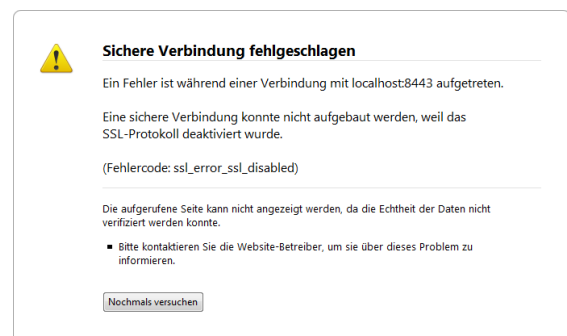 Sichere Verbindung fehlgeschlagen
Ein Fehler ist während einer Verbindung mit localhost:8443 aufgetreten.
Eine sichere Verbindung konnte nicht aufgebaut werden, weil das
SSL-Protokoll deaktiviert wurde.
(Fehlercode: ssl_error_ssl_disabled)
Die aufgerufene Seite kann nicht angezeigt werden, da die Echtheit der Daten nicht
verifiziert werden konnte.
Bitte kontaktieren Sie die Website-Betreiber, um sie über dieses Problem zu
informieren.
Nochmals versuchen